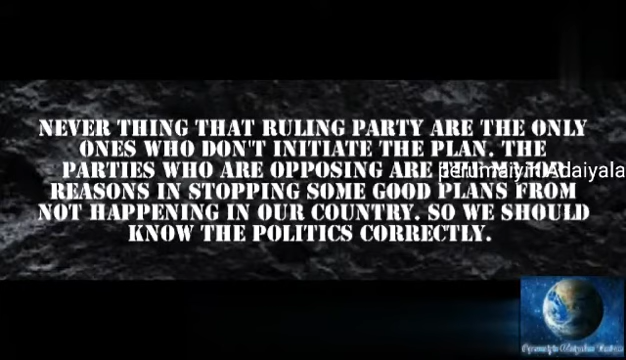 NEVER THING THAT RULING PARTY ARE THE ONLY
ONES WHO DON'T INITIATE THE PLAN. THE
PARTIES WHO ARE OPPOSING ARE
perumaiyinAdaiyala
REASONS IN STOPPING SOME GOOD PLANS FROM
NOT HAPPENING IN OUR COUNTRY. SO WE SHOULD
KNOW THE POLITICS CORRECTLY.